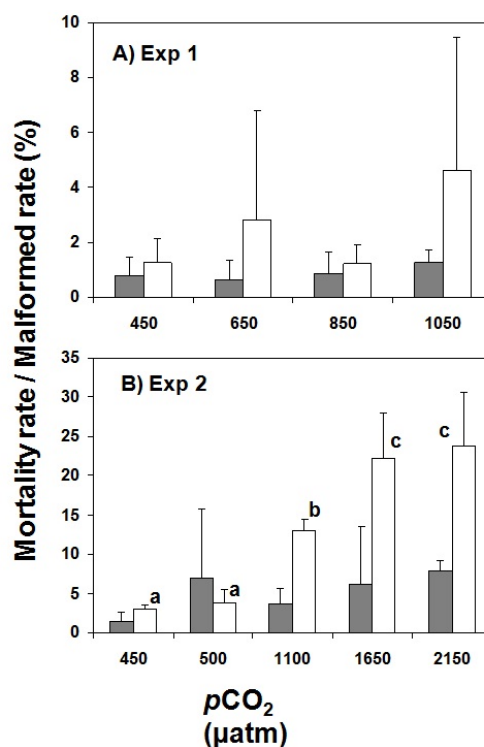 Mortality rate / Malformed rate (%)
A) Exp 1
10
8
6
4
2
0
450 650 850 1050
B) Exp 2
35
30
25
20
15
10
5
0
a a b c c
450 500 1100 1650 2150
pCO₂
(µatm)